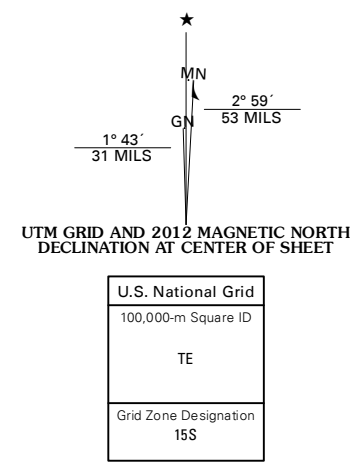 MN
GN
2° 59´
53 MILS
1° 43´
31 MILS
UTM GRID AND 2012 MAGNETIC NORTH
DECLINATION AT CENTER OF SHEET
U.S. National Grid
100,000-m Square ID
TE
Grid Zone Designation
15S